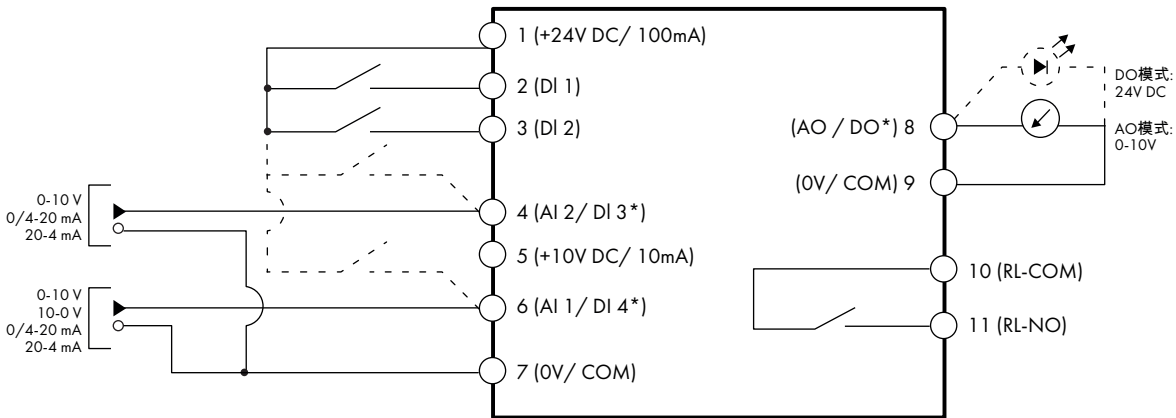 1 (+24V DC/ 100mA)
2 (DI 1)
3 (DI 2)
4 (AI 2/ DI 3*)
5 (+10V DC/ 10mA)
6 (AI 1/ DI 4*)
7 (0V/ COM)
(AO / DO*) 8
(0V/ COM) 9
10 (RL-COM)
11 (RL-NO)
DO模式:
24V DC
AO模式:
0-10V
0-10 V
0/4-20 mA
20-4 mA
0-10 V
10-0 V
0/4-20 mA
20-4 mA